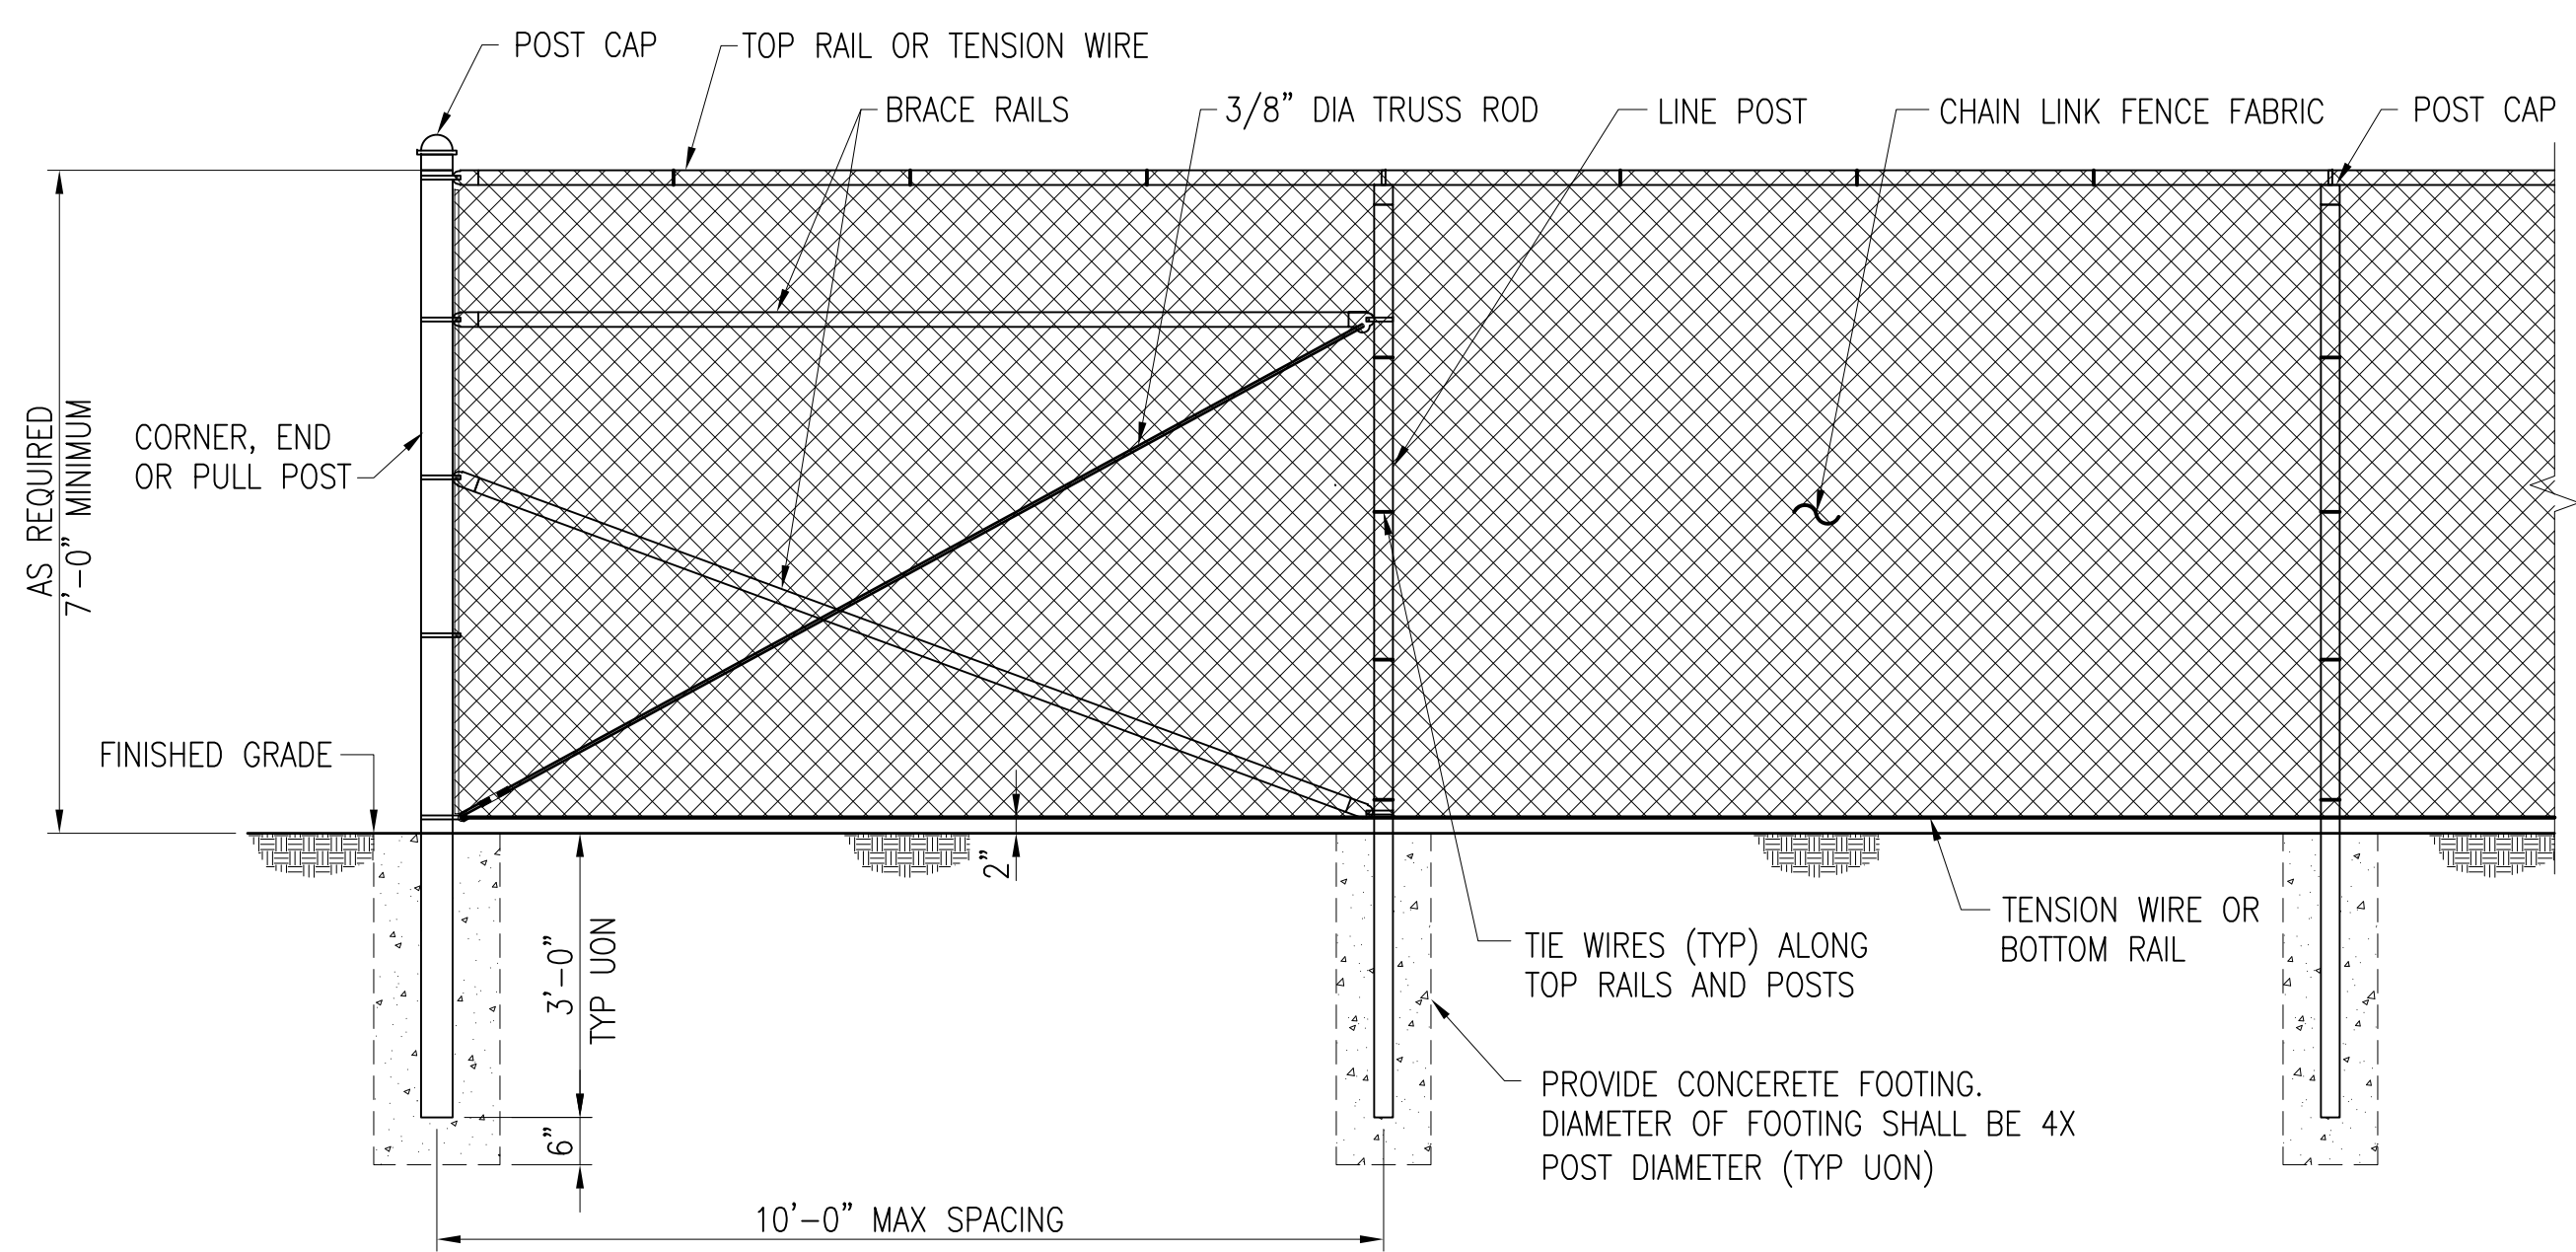 POST CAP
TOP RAIL OR TENSION WIRE
BRACE RAILS
3/8" DIA TRUSS ROD
LINE POST
CHAIN LINK FENCE FABRIC
POST CAP
AS REQUIRED
7'-0" MINIMUM
CORNER, END
OR PULL POST
FINISHED GRADE
2"
3'-0"
TYP UON
6"
TENSION WIRE OR
BOTTOM RAIL
TIE WIRES (TYP) ALONG
TOP RAILS AND POSTS
PROVIDE CONCERETE FOOTING.
DIAMETER OF FOOTING SHALL BE 4X
POST DIAMETER (TYP UON)
10'-0" MAX SPACING